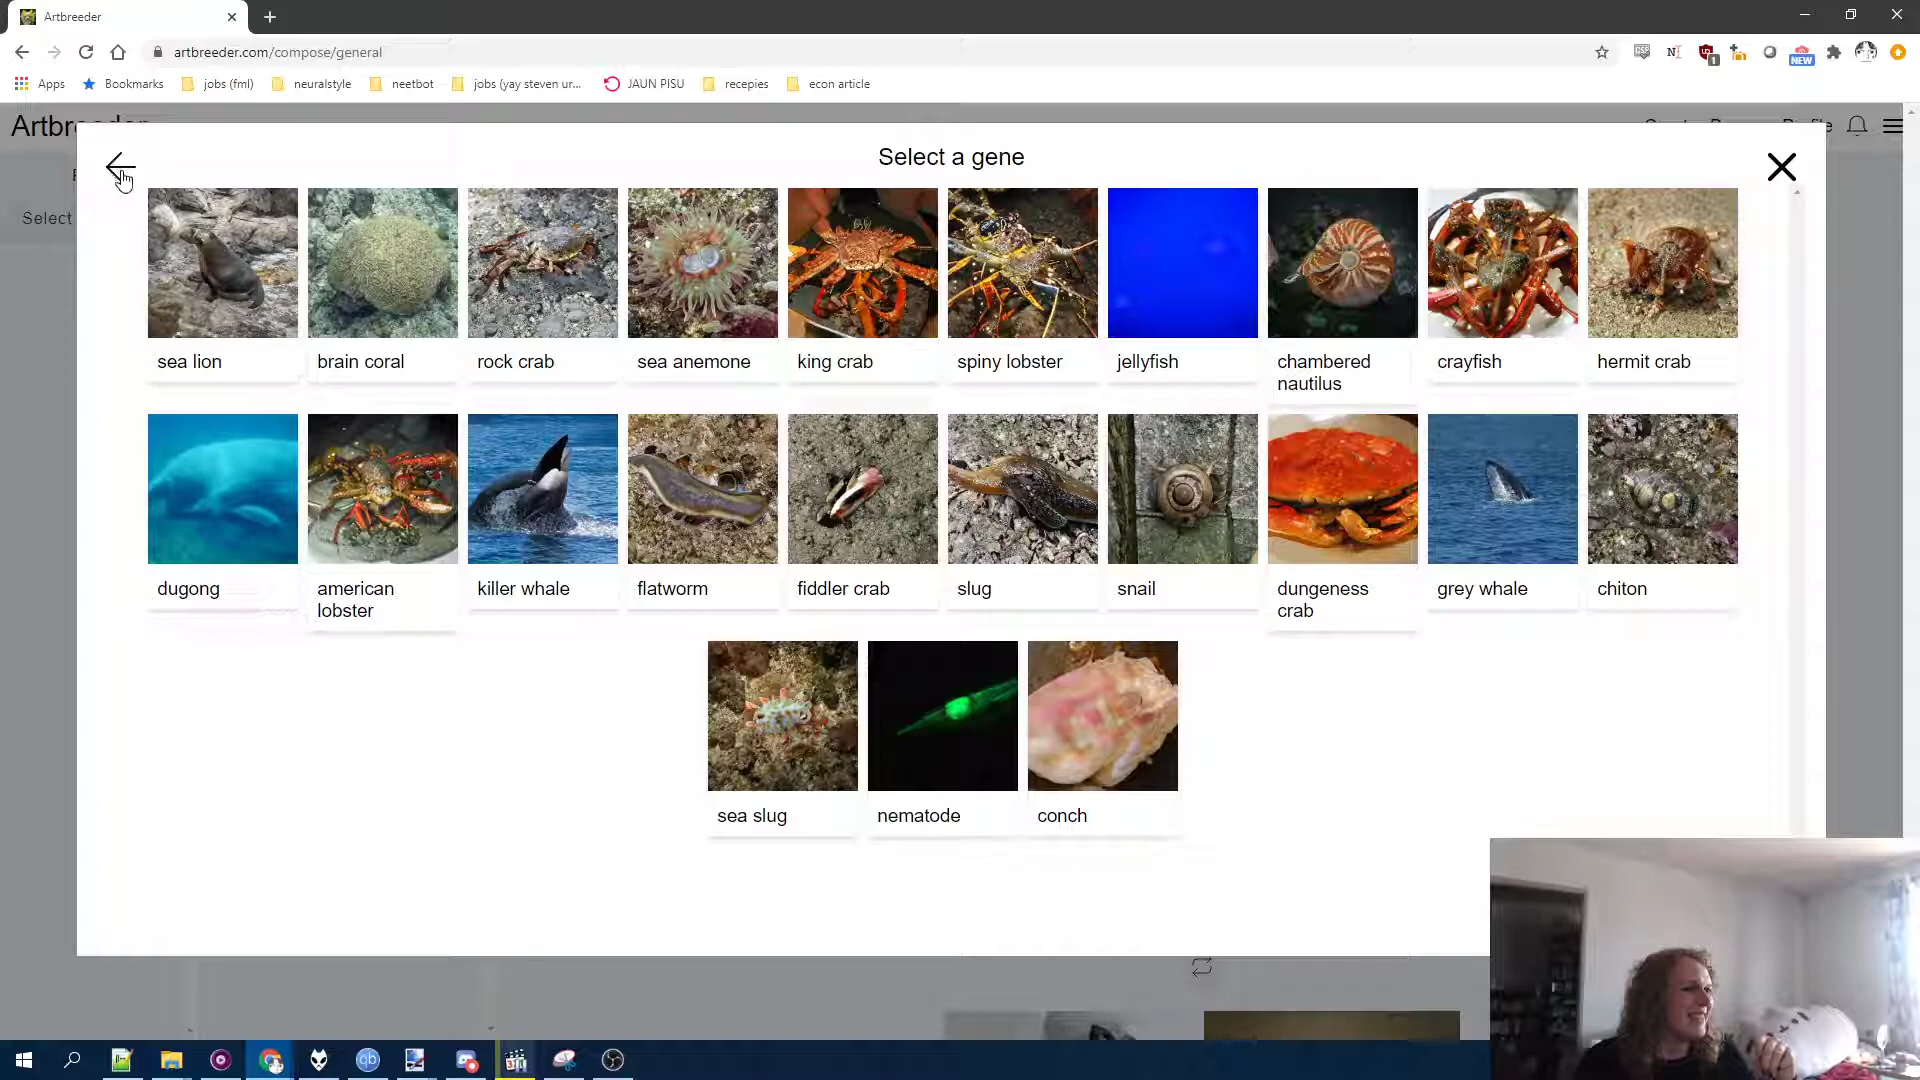 Artbreeder
artbreeder.com/compose/general
1
NEW
Apps
Bookmarks
jobs (fml)
neuralstyle
neetbot
jobs (yay steven ur...
JAUN PISU
recepies
econ article
Select a gene
Select
sea lion
brain coral
rock crab
sea anemone
king crab
spiny lobster
jellyfish
chambered
nautilus
crayfish
hermit crab
dugong
american
lobster
killer whale
flatworm
fiddler crab
slug
snail
dungeness
crab
grey whale
chiton
sea slug
nematode
conch
qb